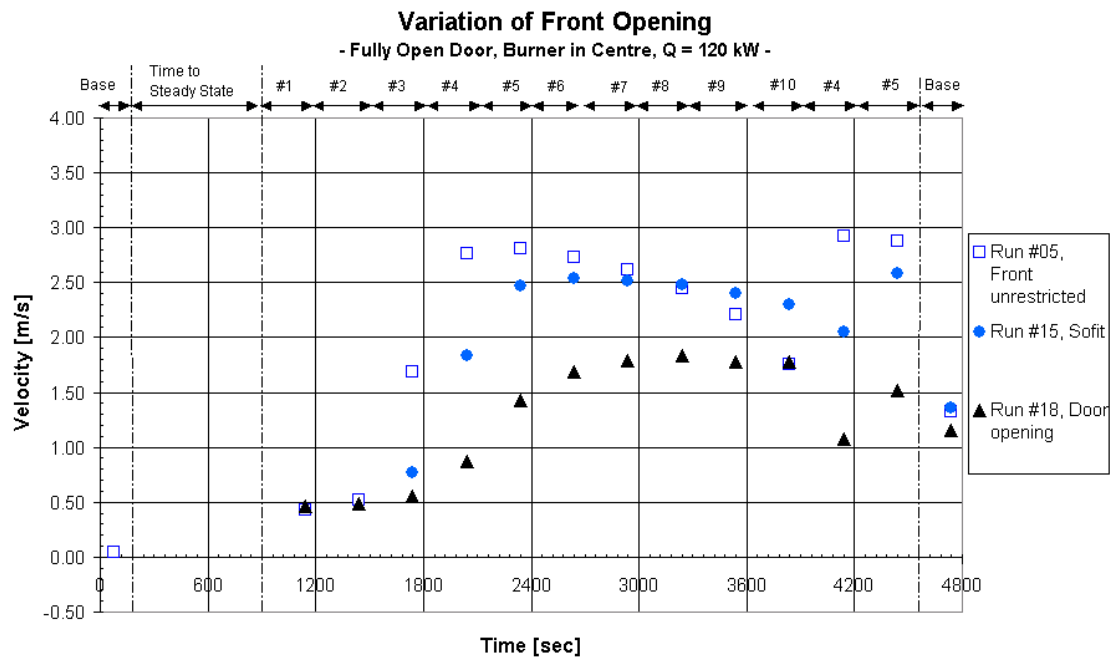 Variation of Front Opening
- Fully Open Door, Burner in Centre, Q = 120 kW -
Base
Time to
Steady State
#1
#2
#3
#4
#5
#6
#7
#8
#9
#10
#4
#5
Base
4.00
3.50
3.00
2.50
2.00
1.50
1.00
0.50
0.00
-0.50
Velocity [m/s]
0
600
1200
1800
2400
3000
3600
4200
4800
Time [sec]
Run #05,
Front
unrestricted
Run #15, Sofit
Run #18, Door
opening